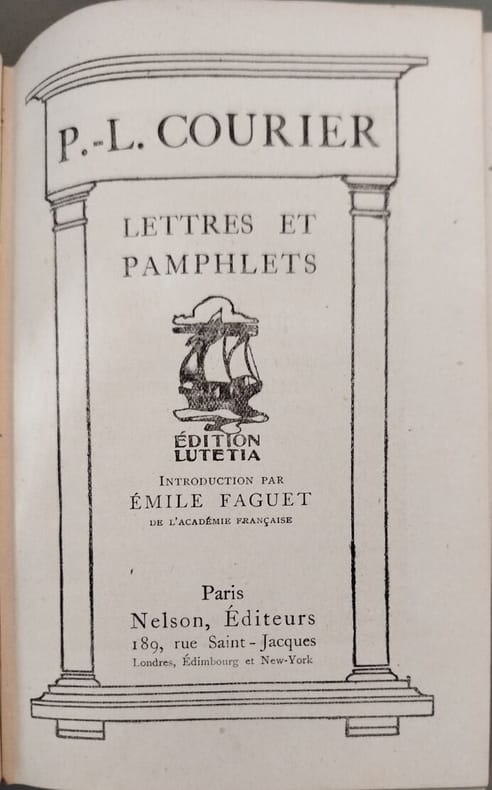 P.-L. COURIER
LETTRES ET
PAMPHLETS
ÉDITION
LUTETIA
INTRODUCTION PAR
ÉMILE FAGUET
DE L'ACADÉMIE FRANÇAISE
Paris
Nelson, Éditeurs
189, rue Saint-Jacques
Londres, Édimbourg et New-York